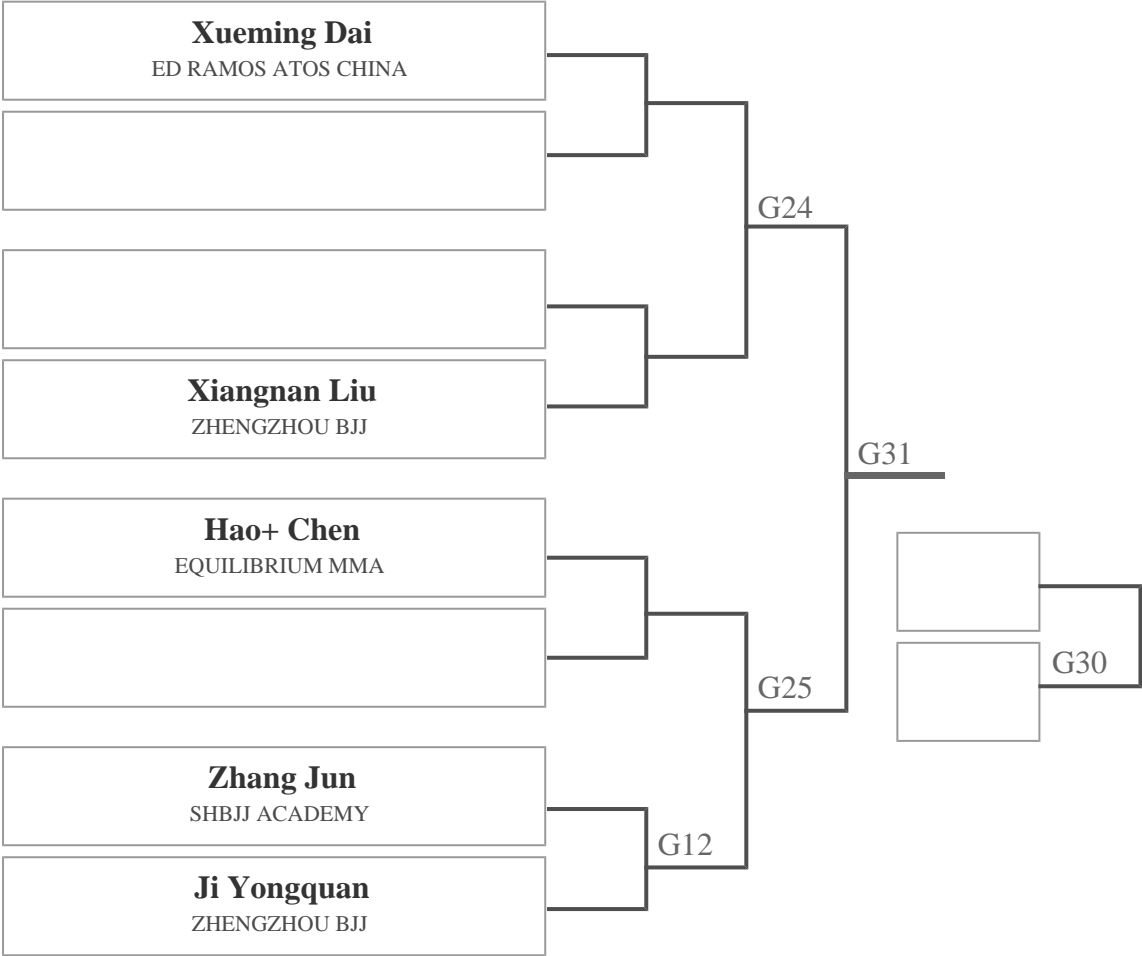 Xueming Dai
ED RAMOS ATOS CHINA
G24
Xiangnan Liu
ZHENGZHOU BJJ
G31
Hao+ Chen
EQUILIBRIUM MMA
G30
G25
Zhang Jun
SHBJJ ACADEMY
G12
Ji Yongquan
ZHENGZHOU BJJ